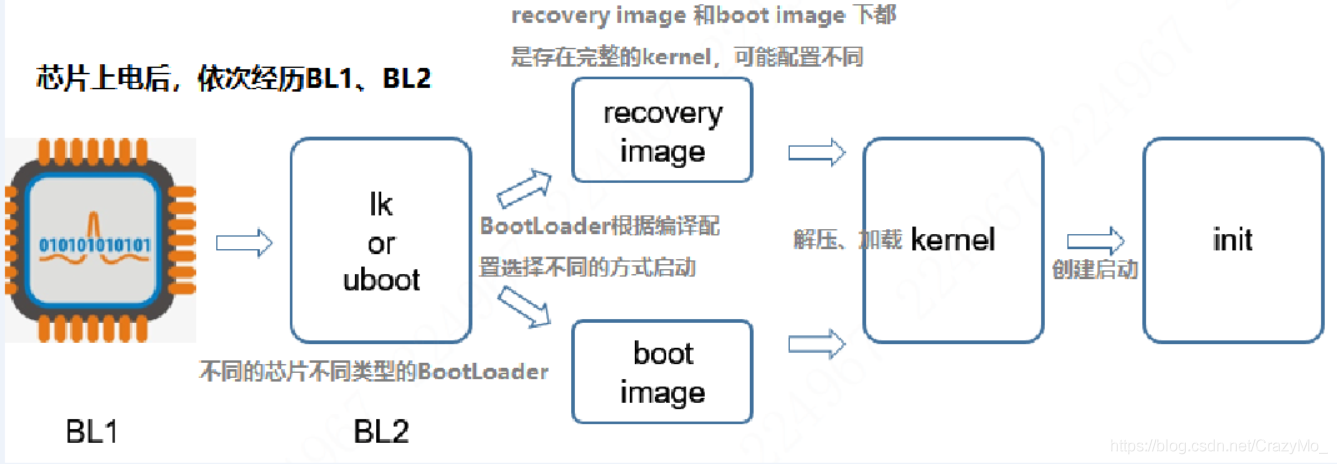 recovery image 和boot image 下都
是存在完整的kernel，可能配置不同
芯片上电后，依次经历BL1、BL2
recovery
image
010101010101
lk
or
uboot
BootLoader根据编译配
置选择不同的方式启动
解压、加载
kernel
创建启动
init
boot
image
不同的芯片不同类型的BootLoader
BL1
BL2
224967
224967
224967
224967
224967
https://blog.csdn.net/CrazyMo_